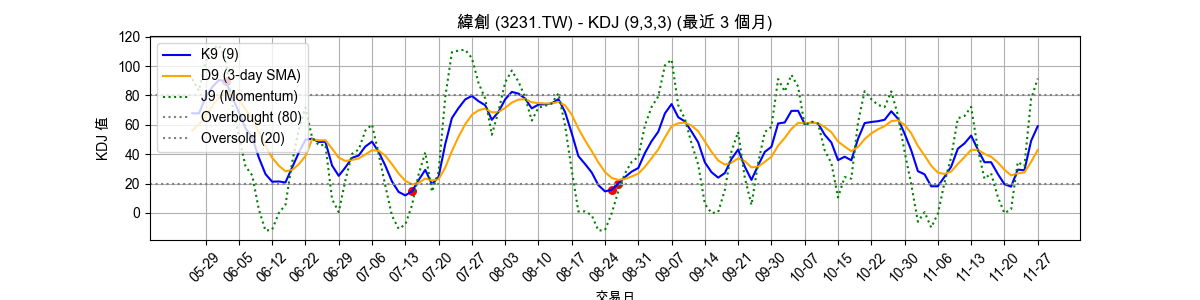 緯創 (3231.TW) - KDJ (9,3,3) (最近 3 個月)
KDJ 值
120
100
80
60
40
20
0
K9 (9)
D9 (3-day SMA)
J9 (Momentum)
Overbought (80)
Oversold (20)
05-29 06-05 06-12 06-22 06-29 07-06 07-13 07-20 07-27 08-03 08-10 08-17 08-24 08-31 09-07 09-14 09-21 09-30 10-07 10-15 10-22 10-30 11-06 11-13 11-20 11-27
交易日